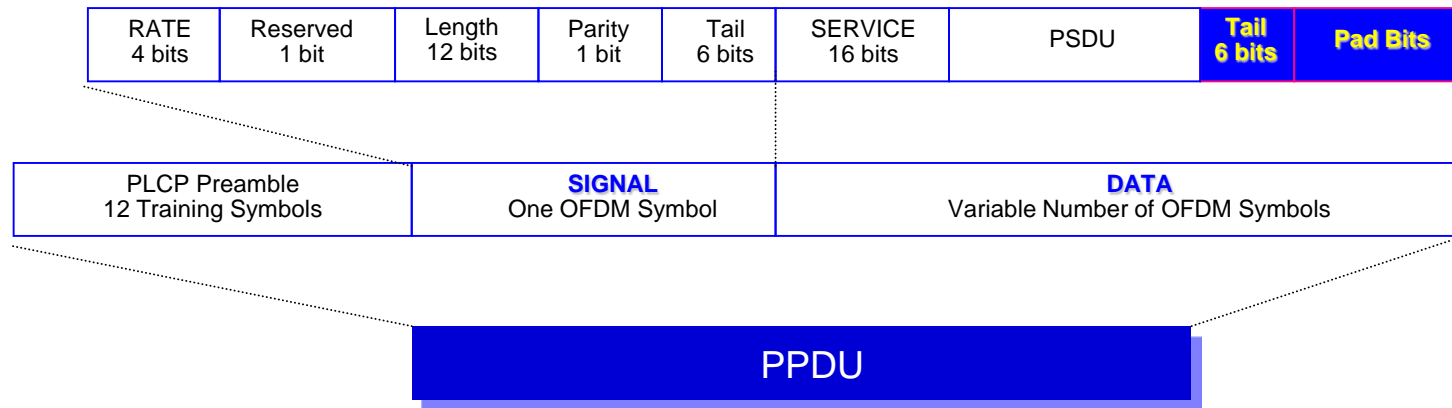 RATE
4 bits
Reserved
1 bit
Length
12 bits
Parity
1 bit
Tail
6 bits
SERVICE
16 bits
PSDU
Tail
6 bits
Pad Bits
PLCP Preamble
12 Training Symbols
SIGNAL
One OFDM Symbol
DATA
Variable Number of OFDM Symbols
PPDU